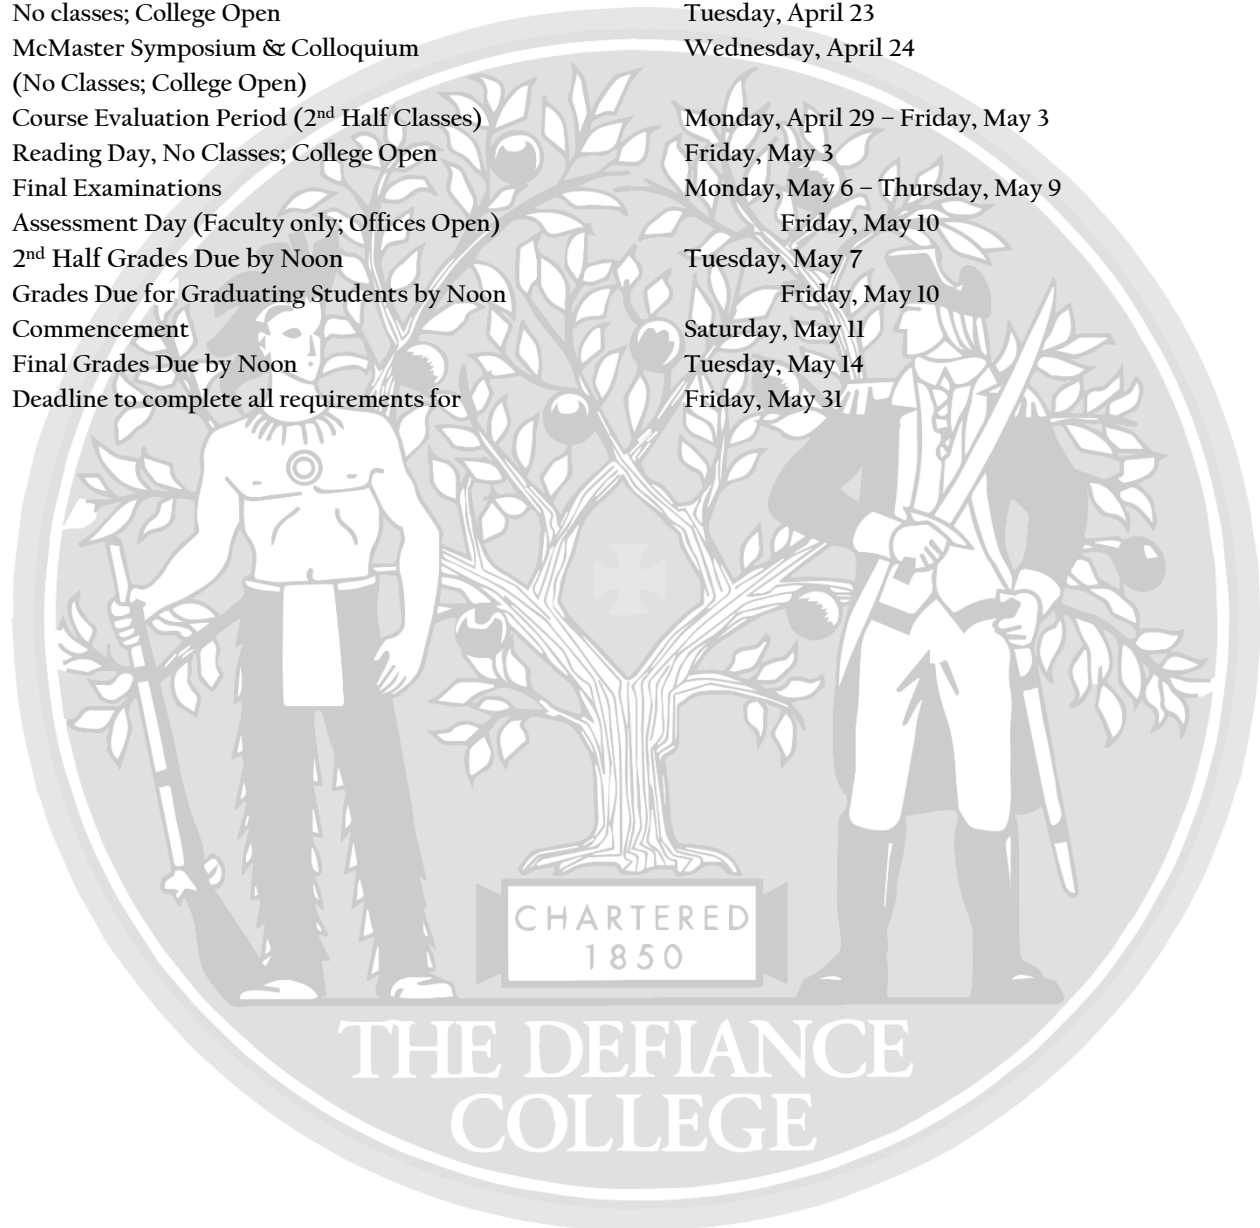 No classes; College Open Tuesday, April 23
McMaster Symposium & Colloquium Wednesday, April 24
(No Classes; College Open)
Course Evaluation Period (2nd Half Classes) Monday, April 29 – Friday, May 3
Reading Day, No Classes; College Open Friday, May 3
Final Examinations Monday, May 6 – Thursday, May 9
Assessment Day (Faculty only; Offices Open) Friday, May 10
2nd Half Grades Due by Noon Tuesday, May 7
Grades Due for Graduating Students by Noon Friday, May 10
Commencement Saturday, May 11
Final Grades Due by Noon Tuesday, May 14
Deadline to complete all requirements for Friday, May 31
CHARTERED
1850
THE DEFIANCE
COLLEGE